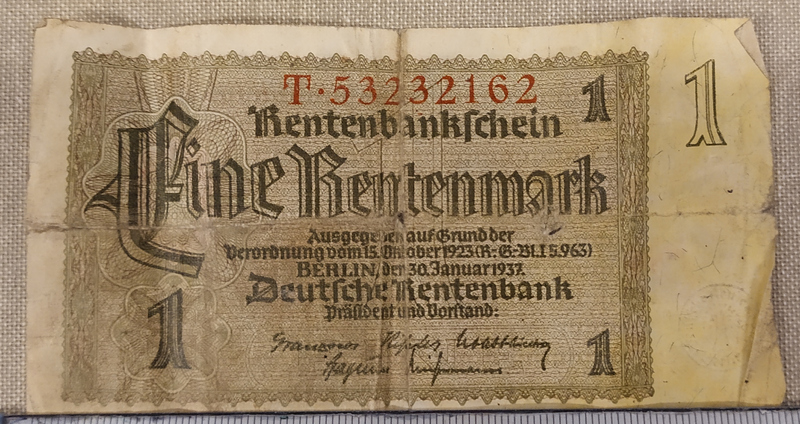 T·53232162
1
1
Rentenbankschein
Eine Rentenmark
Ausgegeben auf Grund der
Verordnung vom 15. Oktober 1923 (R.-G.-Bl. I S. 963)
BERLIN, den 30. Januar 1937.
Deutsche Rentenbank
Präsident und Vorstand:
1
1